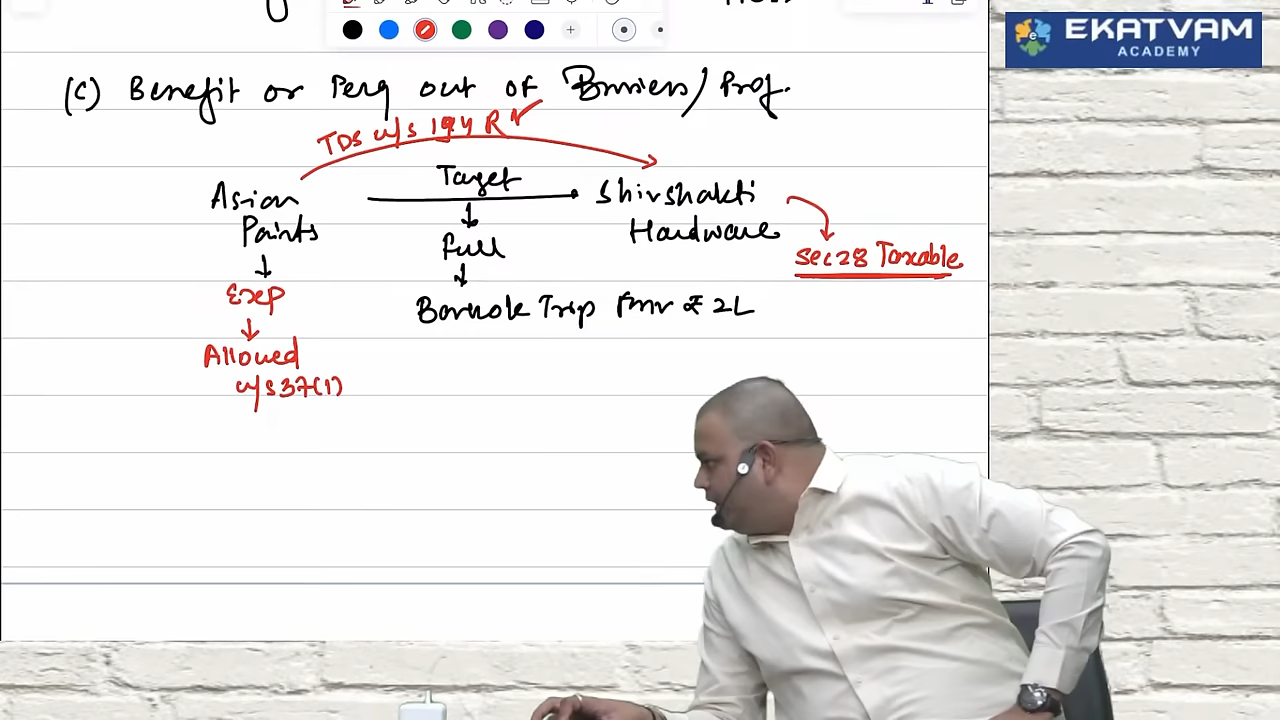 EKATVAM
ACADEMY
(C) Benefit or Perq out of Business/Prof.
TDS u/s 194 R
Asian
Paints
Target
Shivshakti
Hardware
Full
Sec 28 Taxable
Exp
Allowed
u/s 37(1)
Trip Fmv ₹ 2L